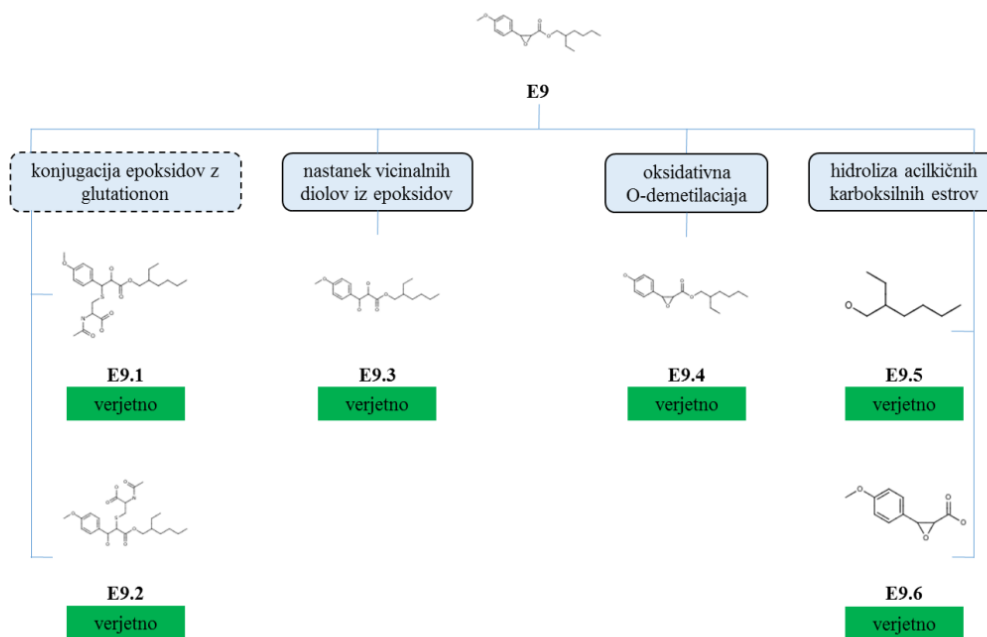 E9
konjugacija epoksidov z
glutationon
nastanek vicinalnih
diolov iz epoksidov
oksidativna
O-demetilaciaja
hidroliza acilkičnih
karboksilnih estrov
E9.1
verjetno
E9.3
verjetno
E9.4
verjetno
E9.5
verjetno
E9.2
verjetno
E9.6
verjetno